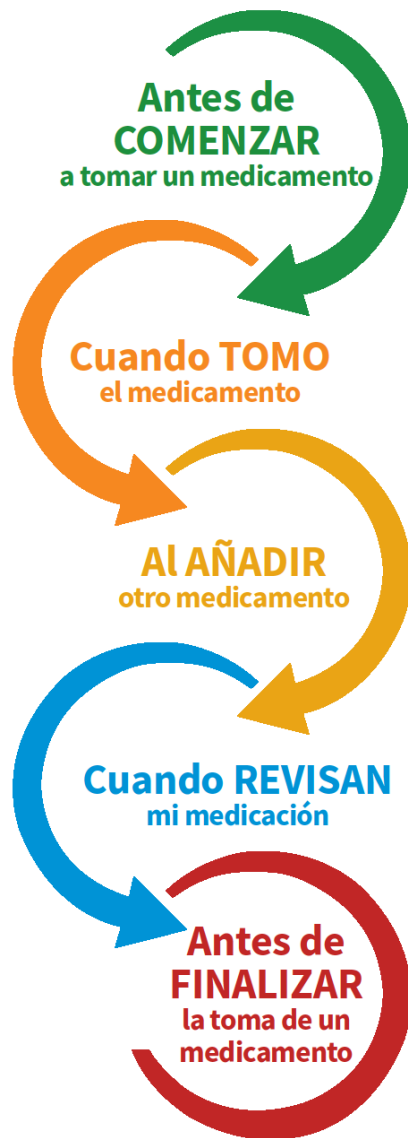 Antes de
COMENZAR
a tomar un medicamento
Cuando TOMO
el medicamento
Al AÑADIR
otro medicamento
Cuando REVISAN
mi medicación
Antes de
FINALIZAR
la toma de un
medicamento